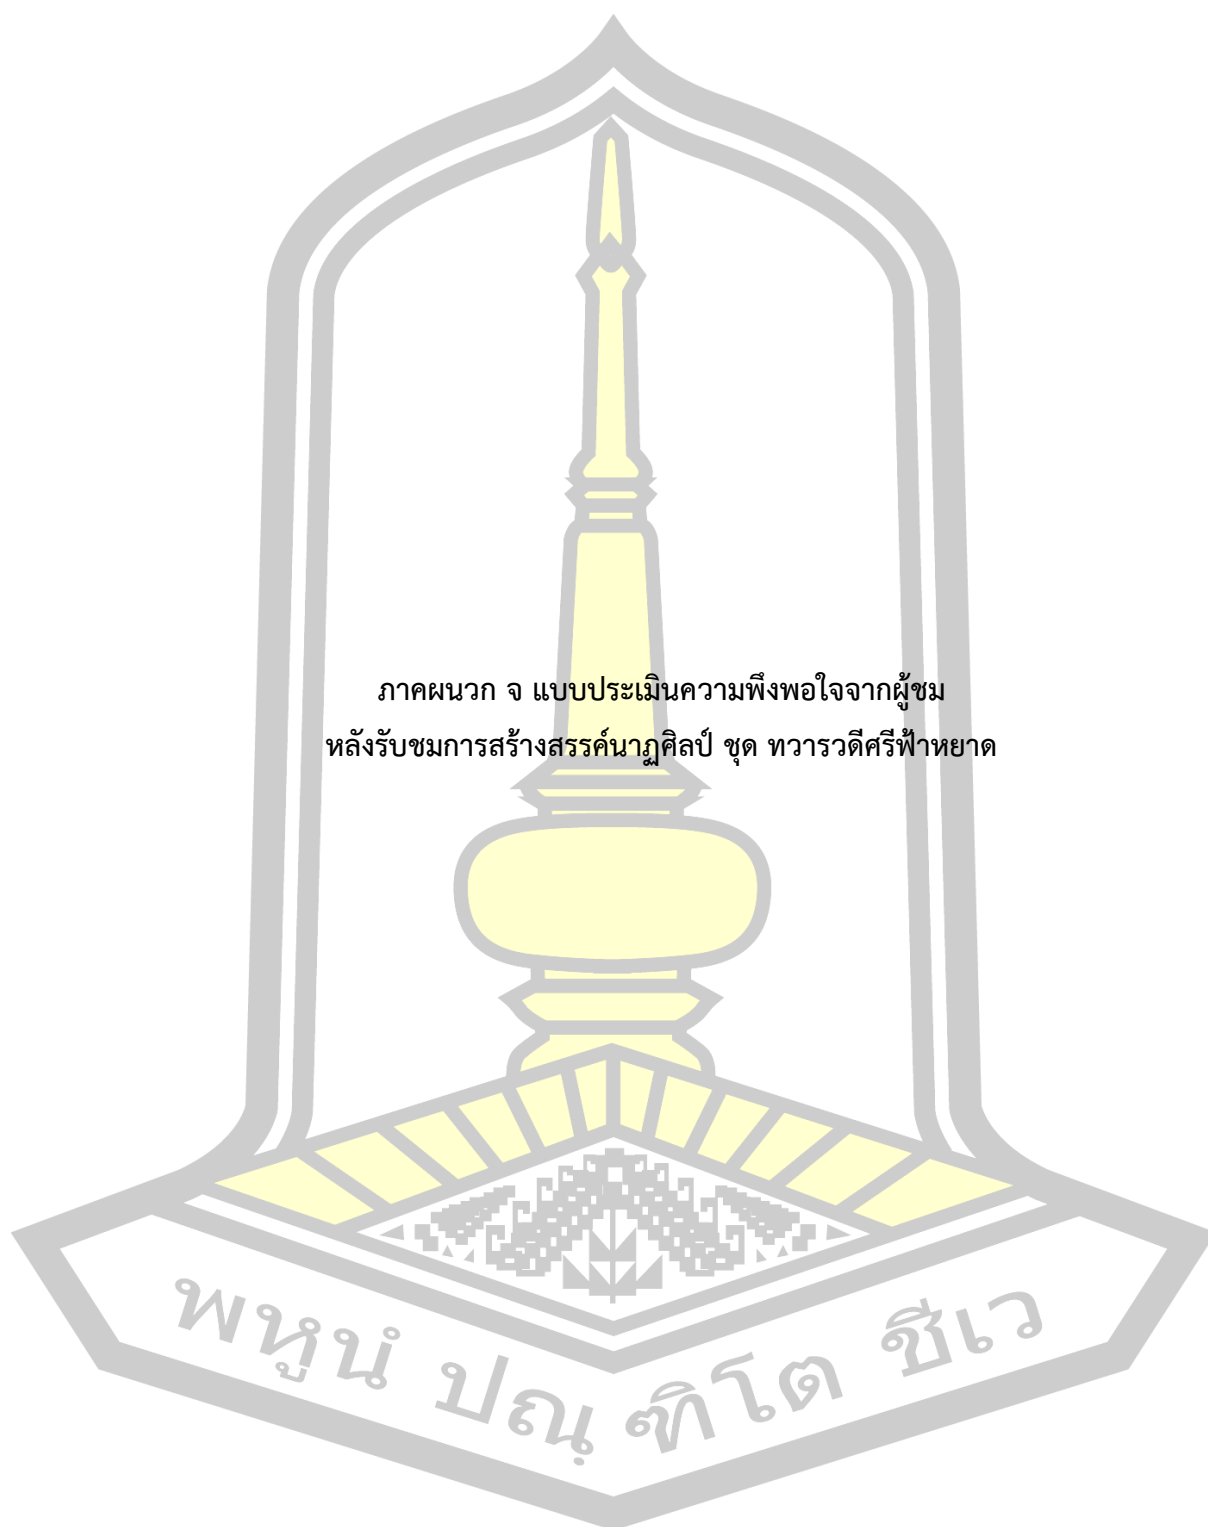 ภาคผนวก จ แบบประเมินความพึงพอใจจากผู้ชม
หลังรับชมการสร้างสรรค์นาฏศิลป์ ชุด ทวารวดีศรีฟ้าหยาด
พหูนํ ปณฺฑิโต ชีเว